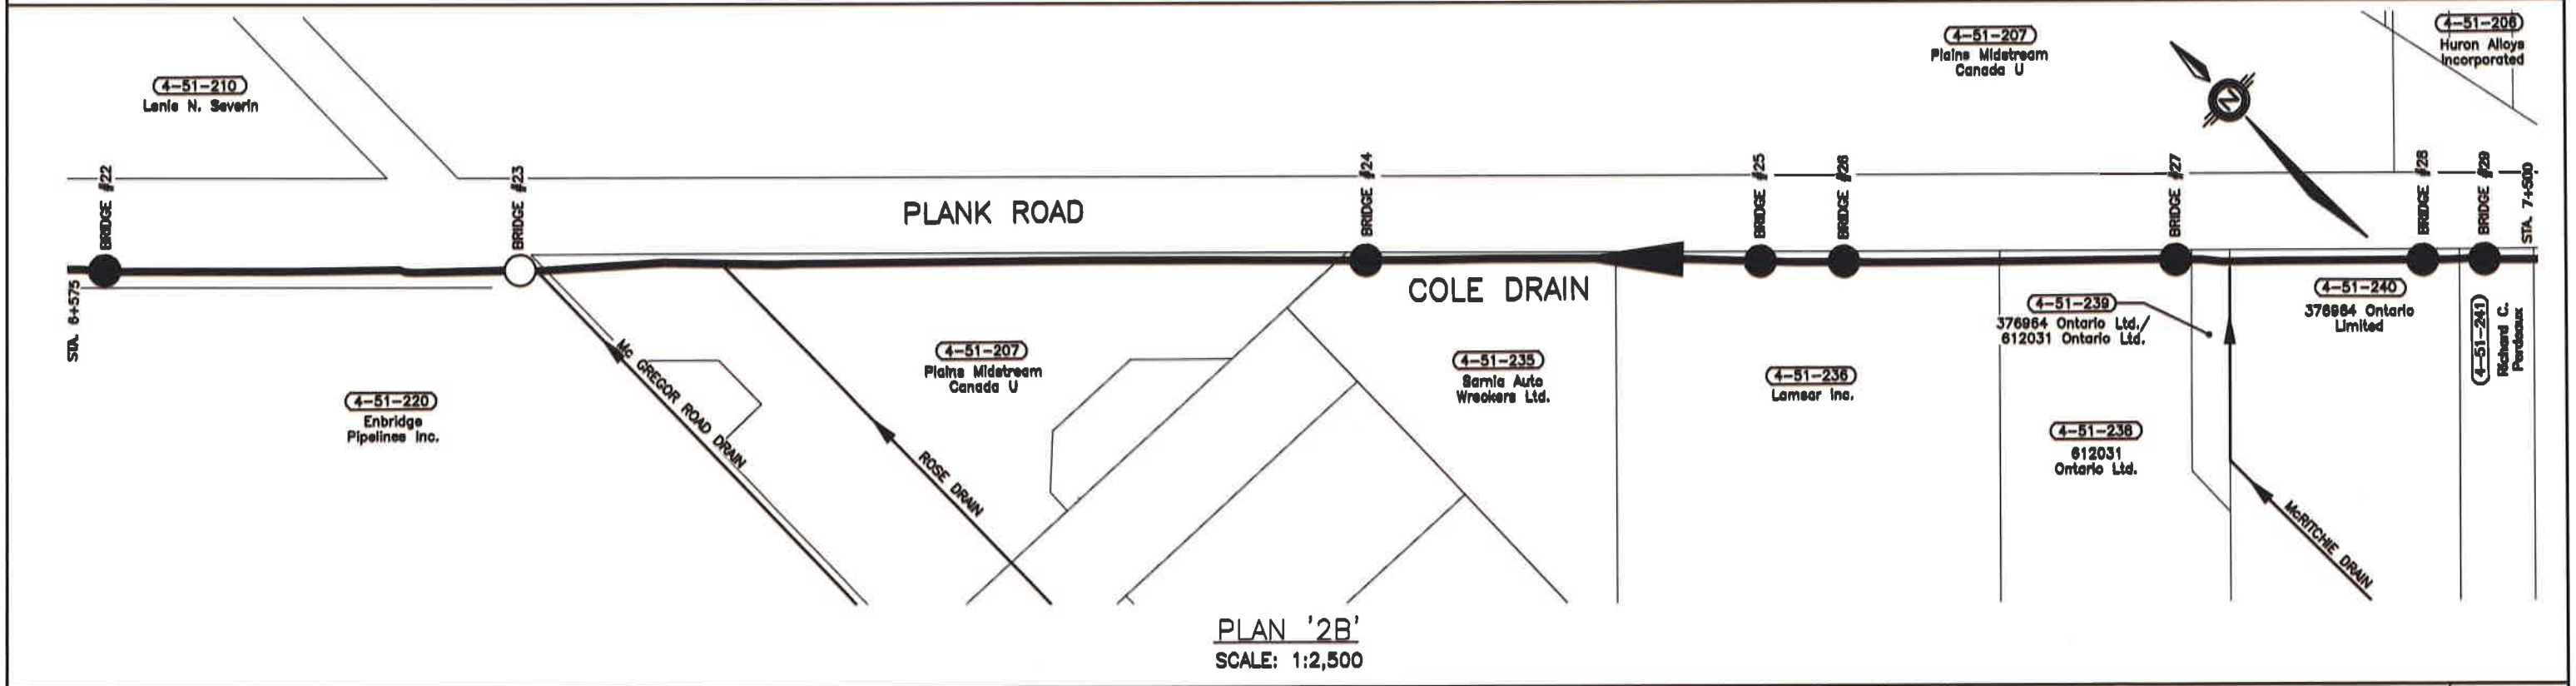 4-51-210
Lenie N. Severin
4-51-207
Plains Midstream
Canada U
4-51-206
Huron Alloys
Incorporated
N
BRIDGE #22
BRIDGE #23
BRIDGE #24
BRIDGE #25
BRIDGE #26
BRIDGE #27
BRIDGE #28
BRIDGE #29
STA. 7+500
PLANK ROAD
STA. 6+575
COLE DRAIN
4-51-220
Enbridge
Pipelines Inc.
Mc GREGOR ROAD DRAIN
4-51-207
Plains Midstream
Canada U
ROSE DRAIN
4-51-235
Sarnia Auto
Wreckers Ltd.
4-51-236
Lamsar Inc.
4-51-239
376964 Ontario Ltd./
612031 Ontario Ltd.
4-51-238
612031
Ontario Ltd.
McRITCHIE DRAIN
4-51-240
376964 Ontario
Limited
4-51-241
Richard C.
PLAN '2B'
SCALE: 1:2,500